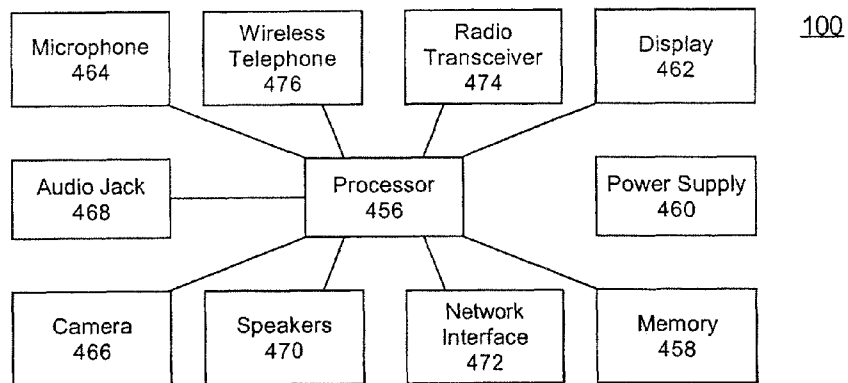 100
Microphone
464
Wireless
Telephone
476
Radio
Transceiver
474
Display
462
Audio Jack
468
Processor
456
Power Supply
460
Camera
466
Speakers
470
Network
Interface
472
Memory
458